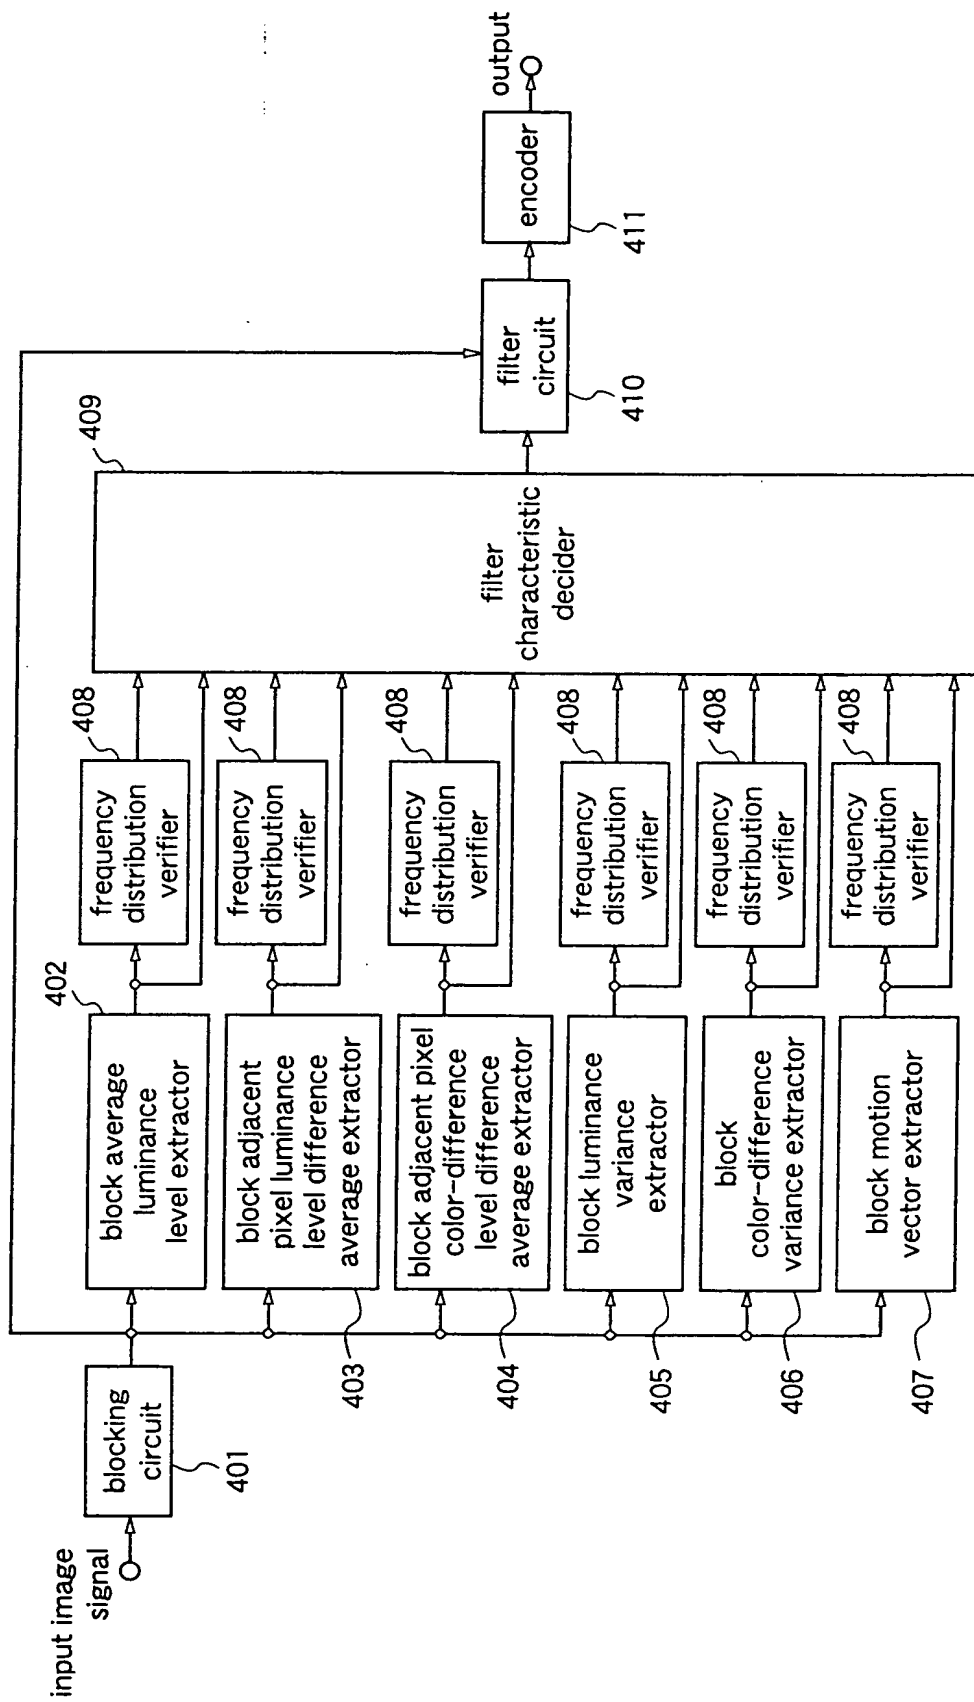 input image
signal
blocking
circuit
401
block average
luminance
level extractor
402
block adjacent
pixel luminance
level difference
average extractor
403
block adjacent pixel
color-difference
level difference
average extractor
404
block luminance
variance
extractor
405
block
color-difference
variance extractor
406
block motion
vector extractor
407
frequency
distribution
verifier
408
frequency
distribution
verifier
408
frequency
distribution
verifier
408
frequency
distribution
verifier
408
frequency
distribution
verifier
408
frequency
distribution
verifier
408
filter
characteristic
decider
409
filter
circuit
410
encoder
411
output